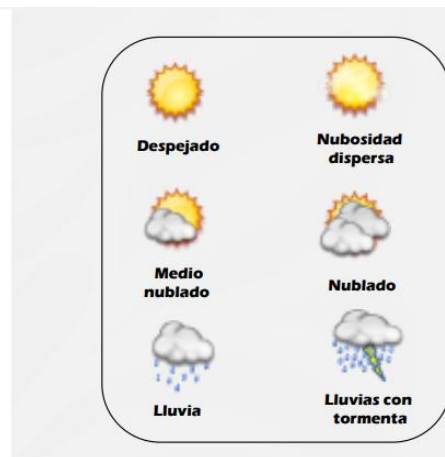 Despejado
Nubosidad
dispersa
Medio
nublado
Nublado
Lluvia
Lluvias con
tormenta